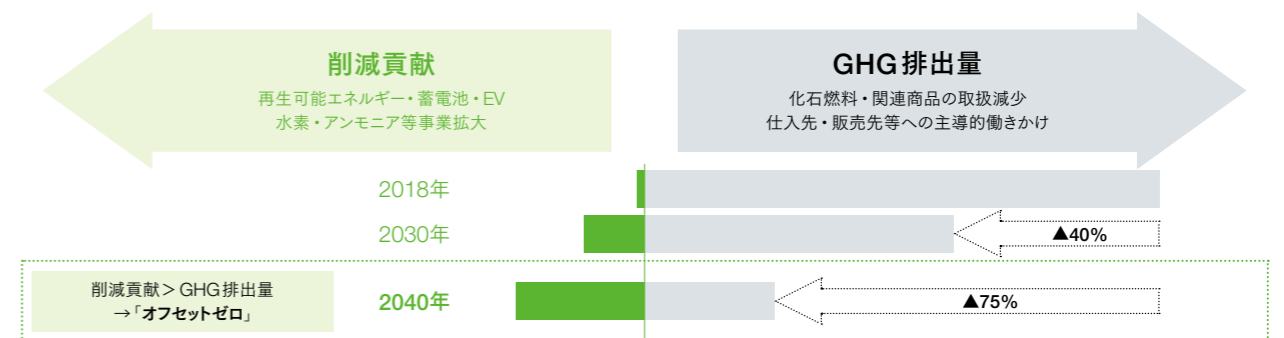 削減貢献
再生可能エネルギー・蓄電池・EV
水素・アンモニア等事業拡大
GHG排出量
化石燃料・関連商品の取扱減少
仕入先・販売先等への主導的働きかけ
2018年
2030年
▲40%
削減貢献＞GHG排出量
→「オフセットゼロ」
2040年
▲75%